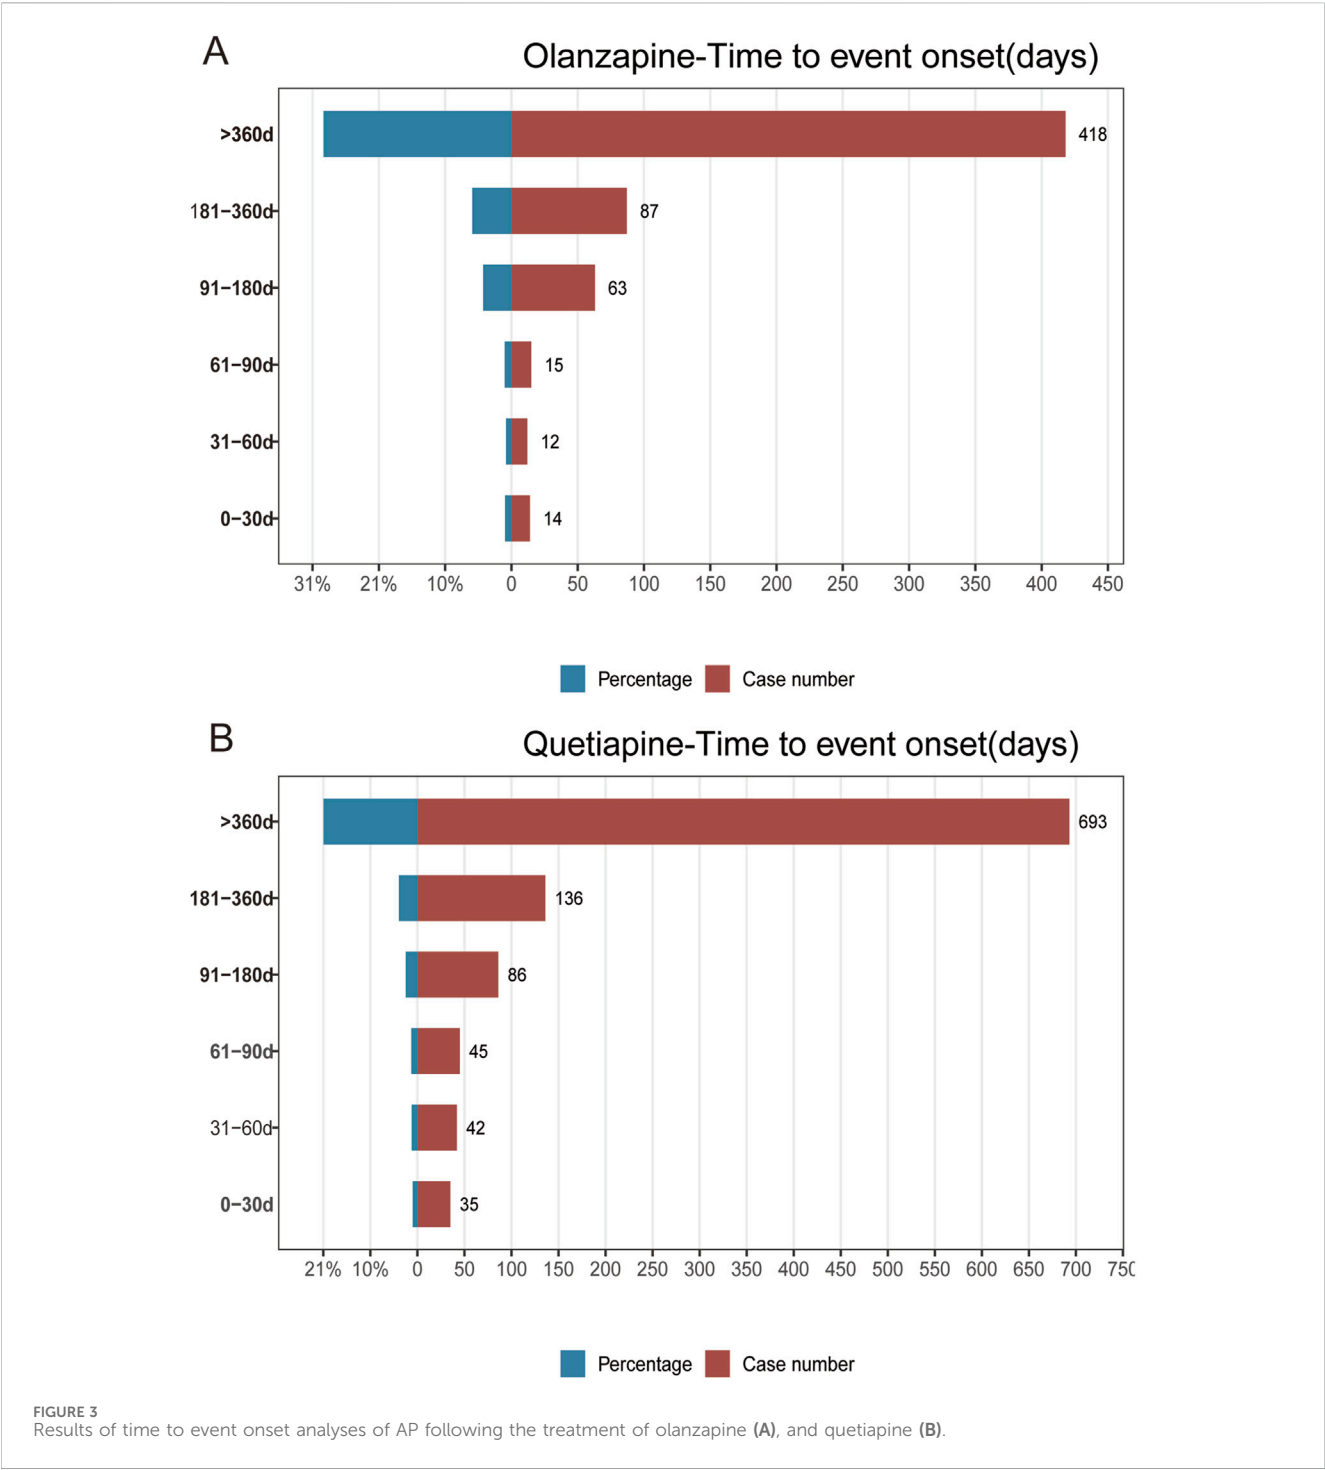 A
Olanzapine-Time to event onset(days)
>360d
418
181−360d
87
91−180d
63
61−90d
15
31−60d
12
0−30d
14
31% 21% 10% 0 50 100 150 200 250 300 350 400 450
Percentage Case number
B
Quetiapine-Time to event onset(days)
>360d
693
181−360d
136
91−180d
86
61−90d
45
31−60d
42
0−30d
35
21% 10% 0 50 100 150 200 250 300 350 400 450 500 550 600 650 700
Percentage Case number
FIGURE 3
Results of time to event onset analyses of AP following the treatment of olanzapine (A), and quetiapine (B).